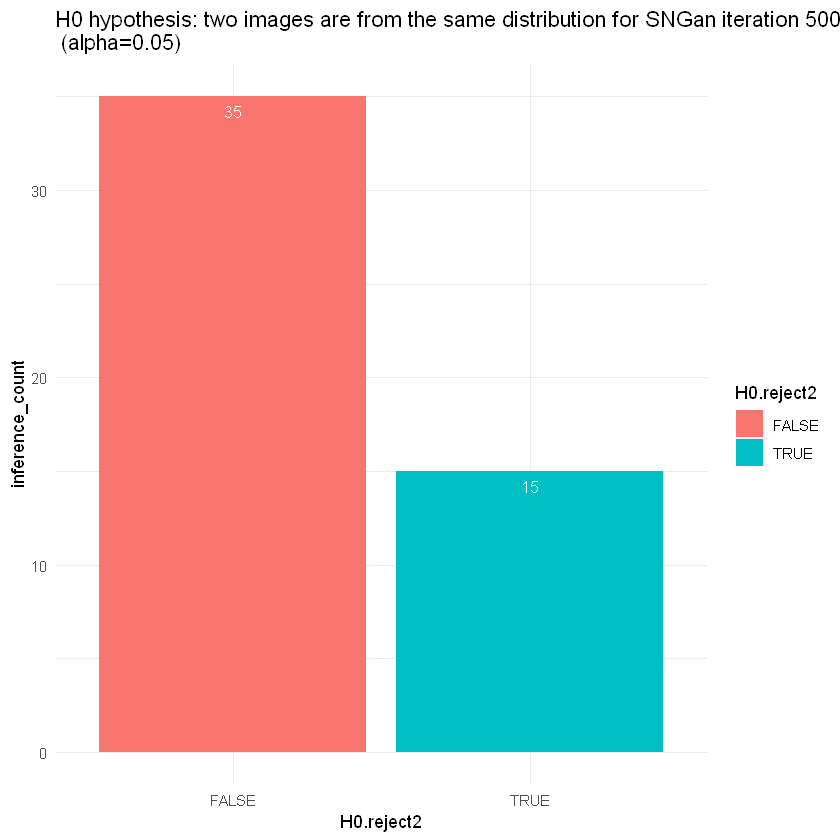 H0 hypothesis: two images are from the same distribution for SNGan iteration 500
(alpha=0.05)
35
30
15
20
inference_count
H0.reject2
FALSE
TRUE
10
0
FALSE TRUE
H0.reject2